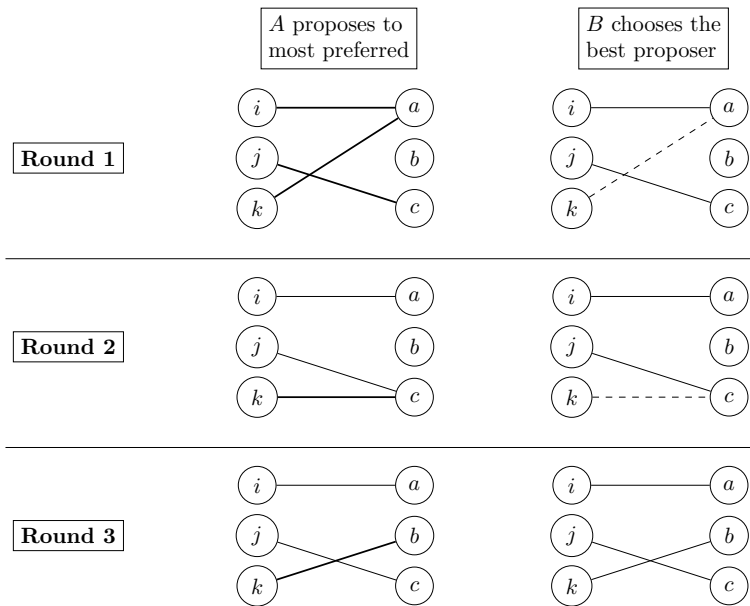 A proposes to
most preferred
B chooses the
best proposer
i a i a
Round 1 j b j b
k c k c
i a i a
Round 2 j b j b
k c k c
i a i a
Round 3 j b j b
k c k c